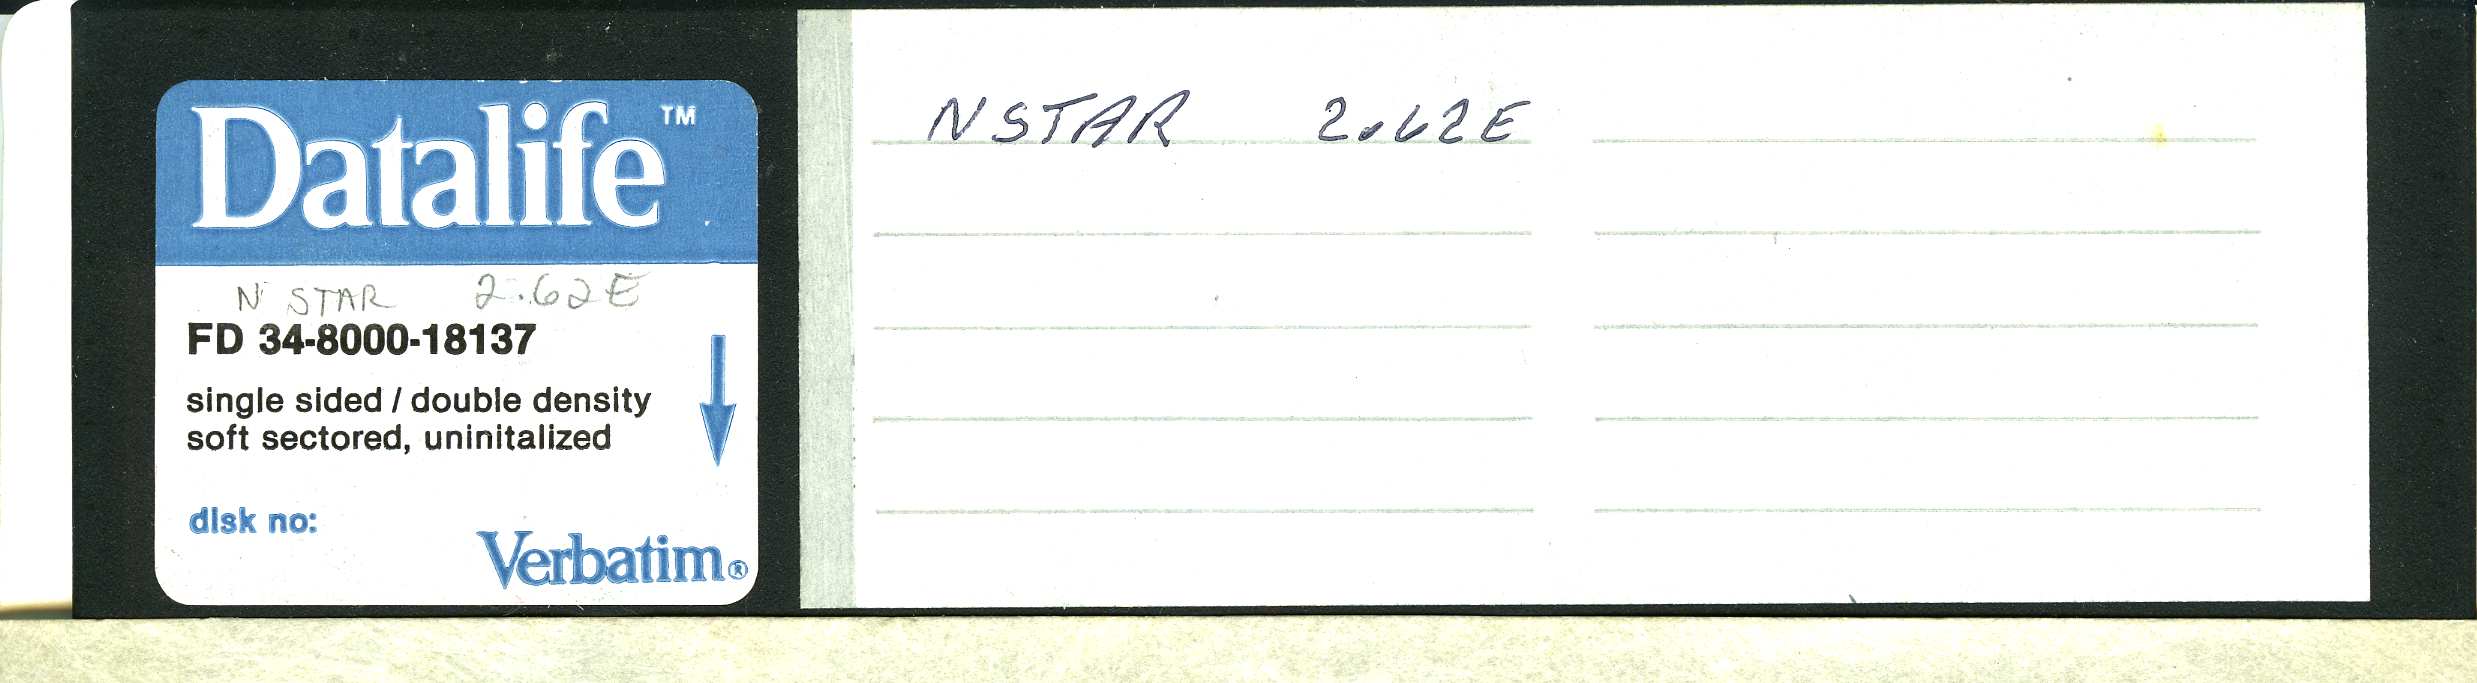 Datalife™
N STAR 2.62E
FD 34-8000-18137
single sided / double density
soft sectored, uninitalized
disk no:
Verbatim®
NSTAR 2.62E